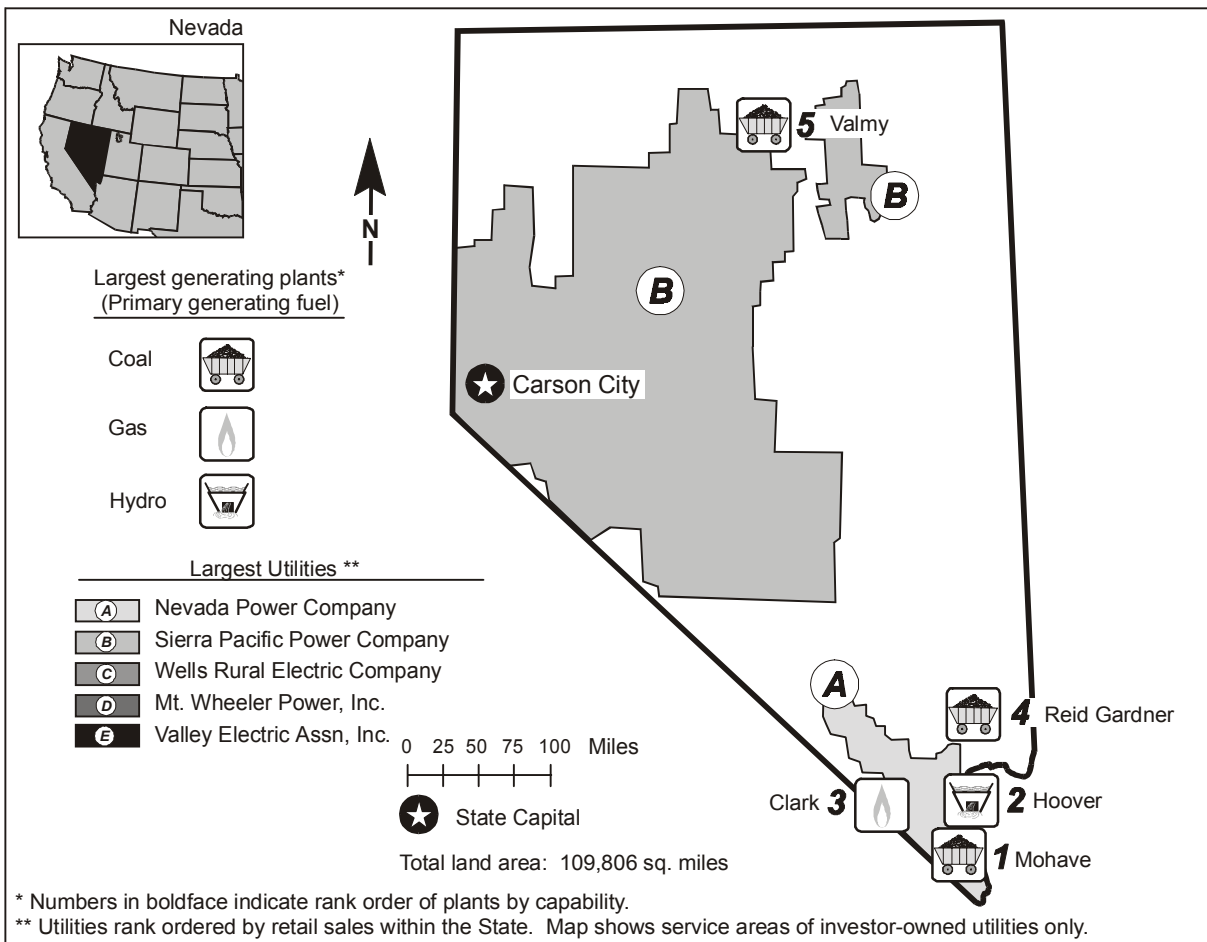 Nevada
N
Largest generating plants*
(Primary generating fuel)
Coal
Gas
Hydro
Largest Utilities **
A Nevada Power Company
B Sierra Pacific Power Company
C Wells Rural Electric Company
D Mt. Wheeler Power, Inc.
E Valley Electric Assn, Inc.
0 25 50 75 100 Miles
State Capital
Total land area: 109,806 sq. miles
5 Valmy
B
B
Carson City
A
4 Reid Gardner
Clark 3
2 Hoover
1 Mohave
* Numbers in boldface indicate rank order of plants by capability.
** Utilities rank ordered by retail sales within the State. Map shows service areas of investor-owned utilities only.